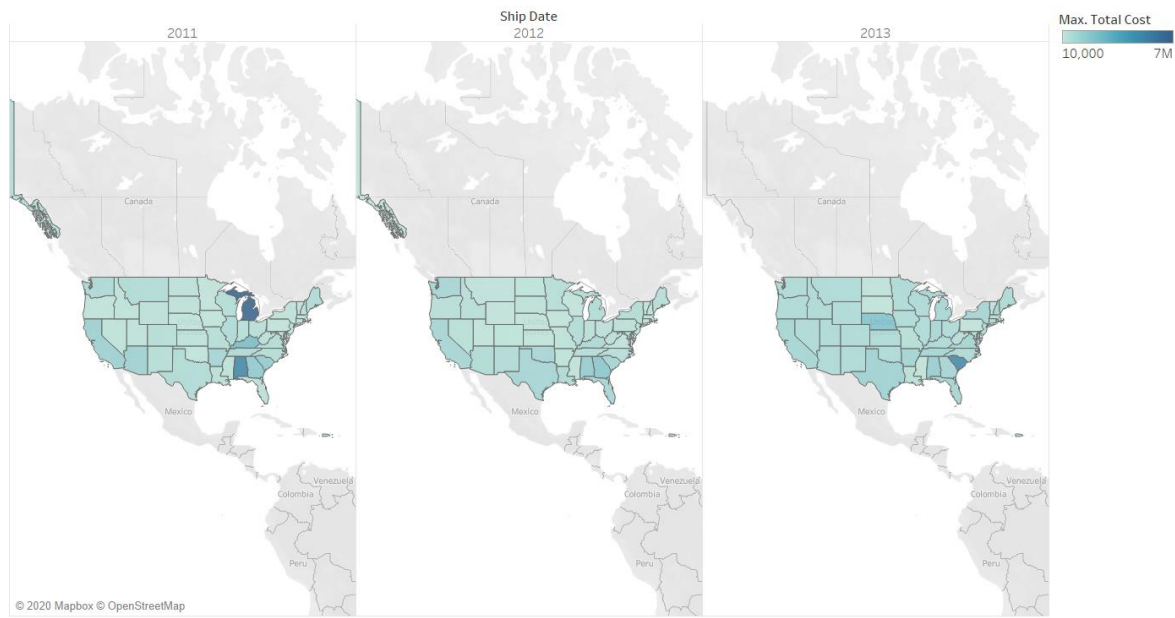 Ship Date
2011
2012
2013
Max. Total Cost
10,000
7M
Canada
Canada
Canada
Mexico
Mexico
Mexico
Venezuela
Venezuela
Venezuela
Colombia
Colombia
Colombia
Peru
Peru
Peru
© 2020 Mapbox © OpenStreetMap